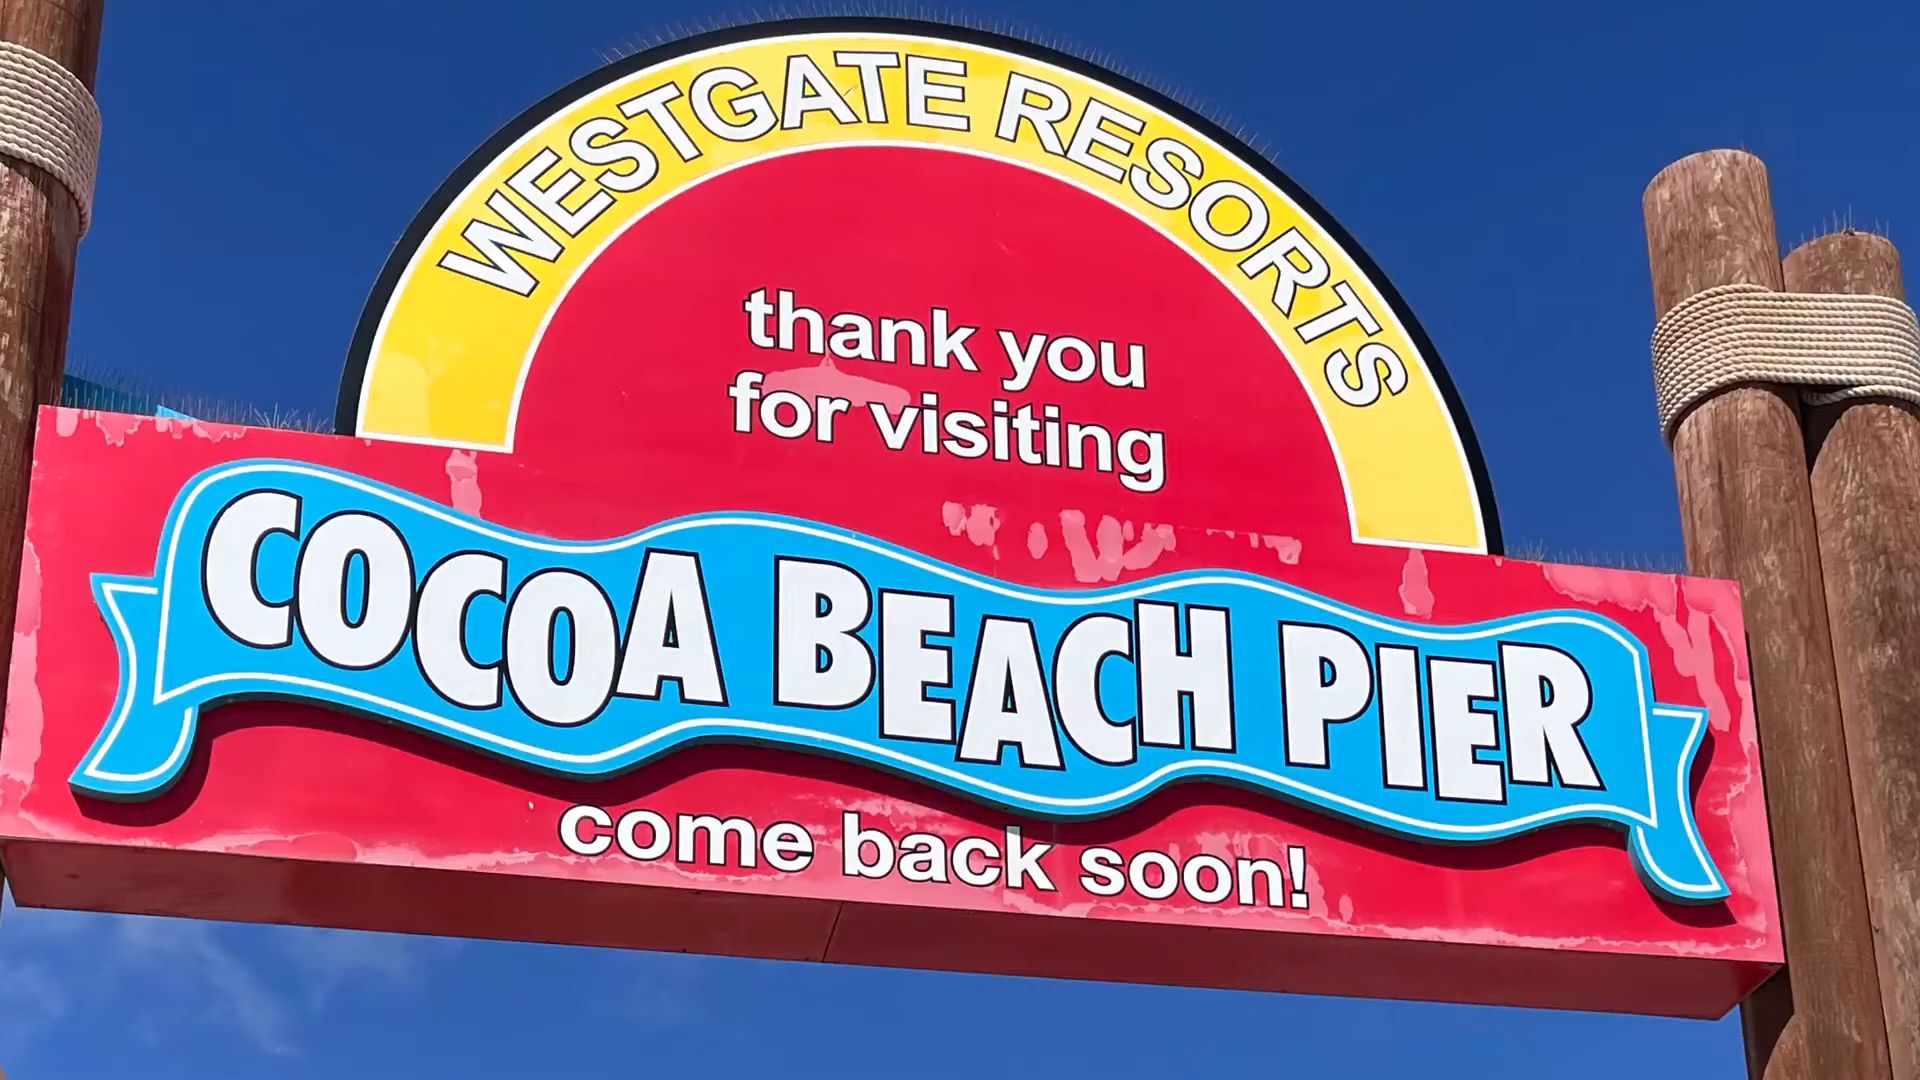 WESTGATE RESORTS
thank you
for visiting
COCOA BEACH PIER
come back soon!